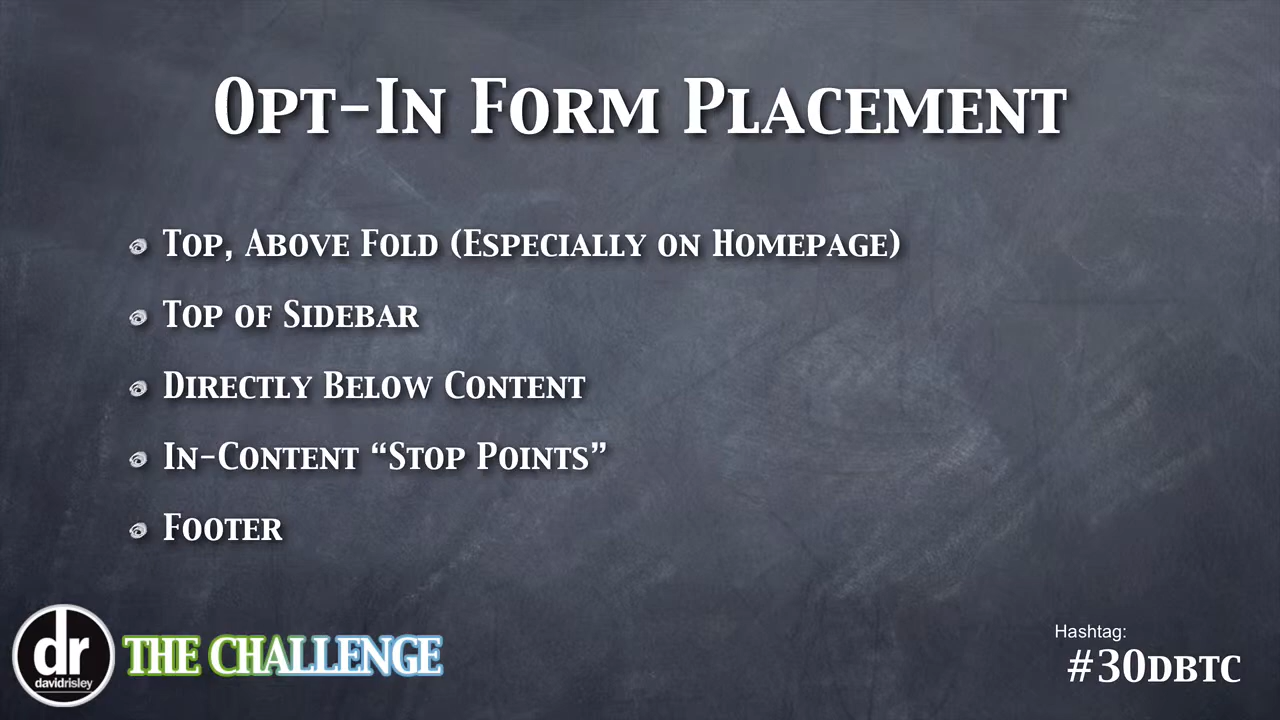 Opt-In Form Placement
Top, Above Fold (Especially on Homepage)
Top of Sidebar
Directly Below Content
In-Content “Stop Points”
Footer
dr
davidrisley
THE CHALLENGE
Hashtag:
#30DBTC